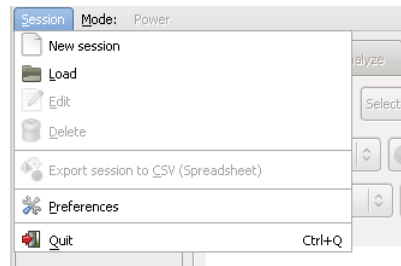 Session Mode: Power
New session
Load
Edit
Delete
Export session to CSV (Spreadsheet)
Preferences
Quit Ctrl+Q
alyze
Select